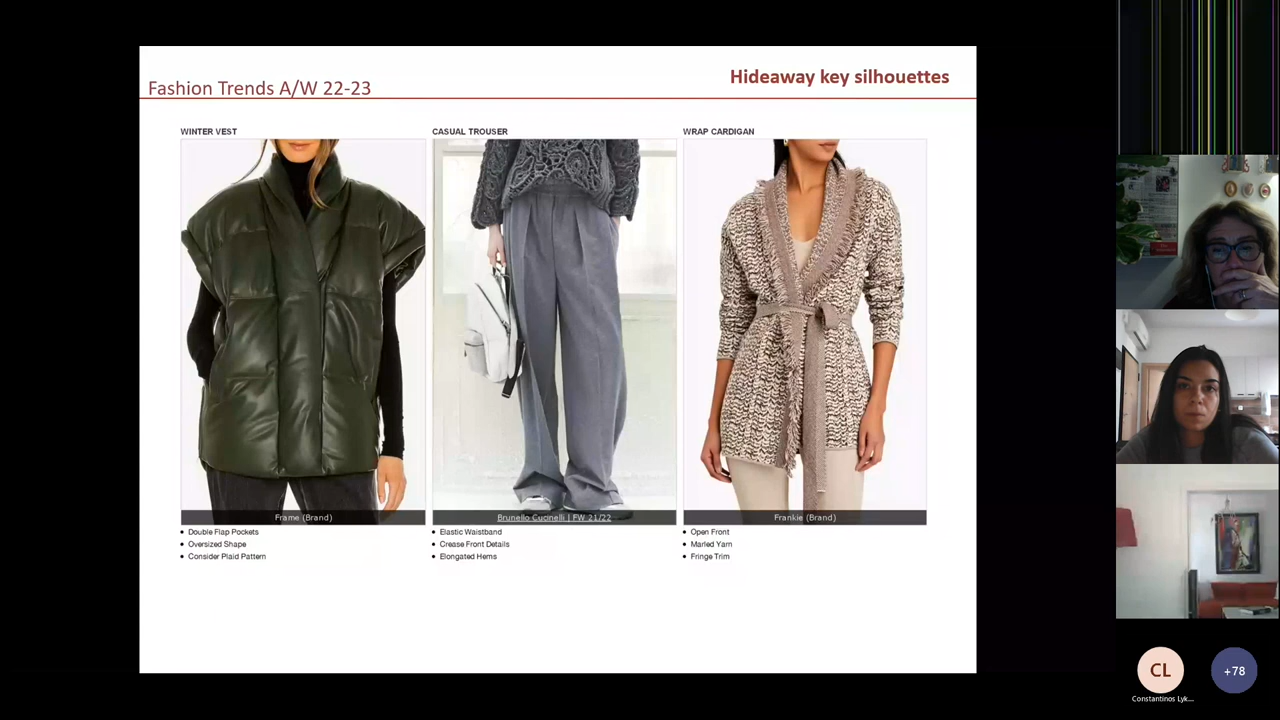 Fashion Trends A/W 22-23
Hideaway key silhouettes
WINTER VEST
CASUAL TROUSER
WRAP CARDIGAN
Frame (Brand)
Brunello Cucinelli | FW 21/22
Frankie (Brand)
• Double Flap Pockets
• Oversized Shape
• Consider Plaid Pattern
• Elastic Waistband
• Crease Front Details
• Elongated Hems
• Open Front
• Marled Yarn
• Fringe Trim
CL
+78
Constantinos Lyk...